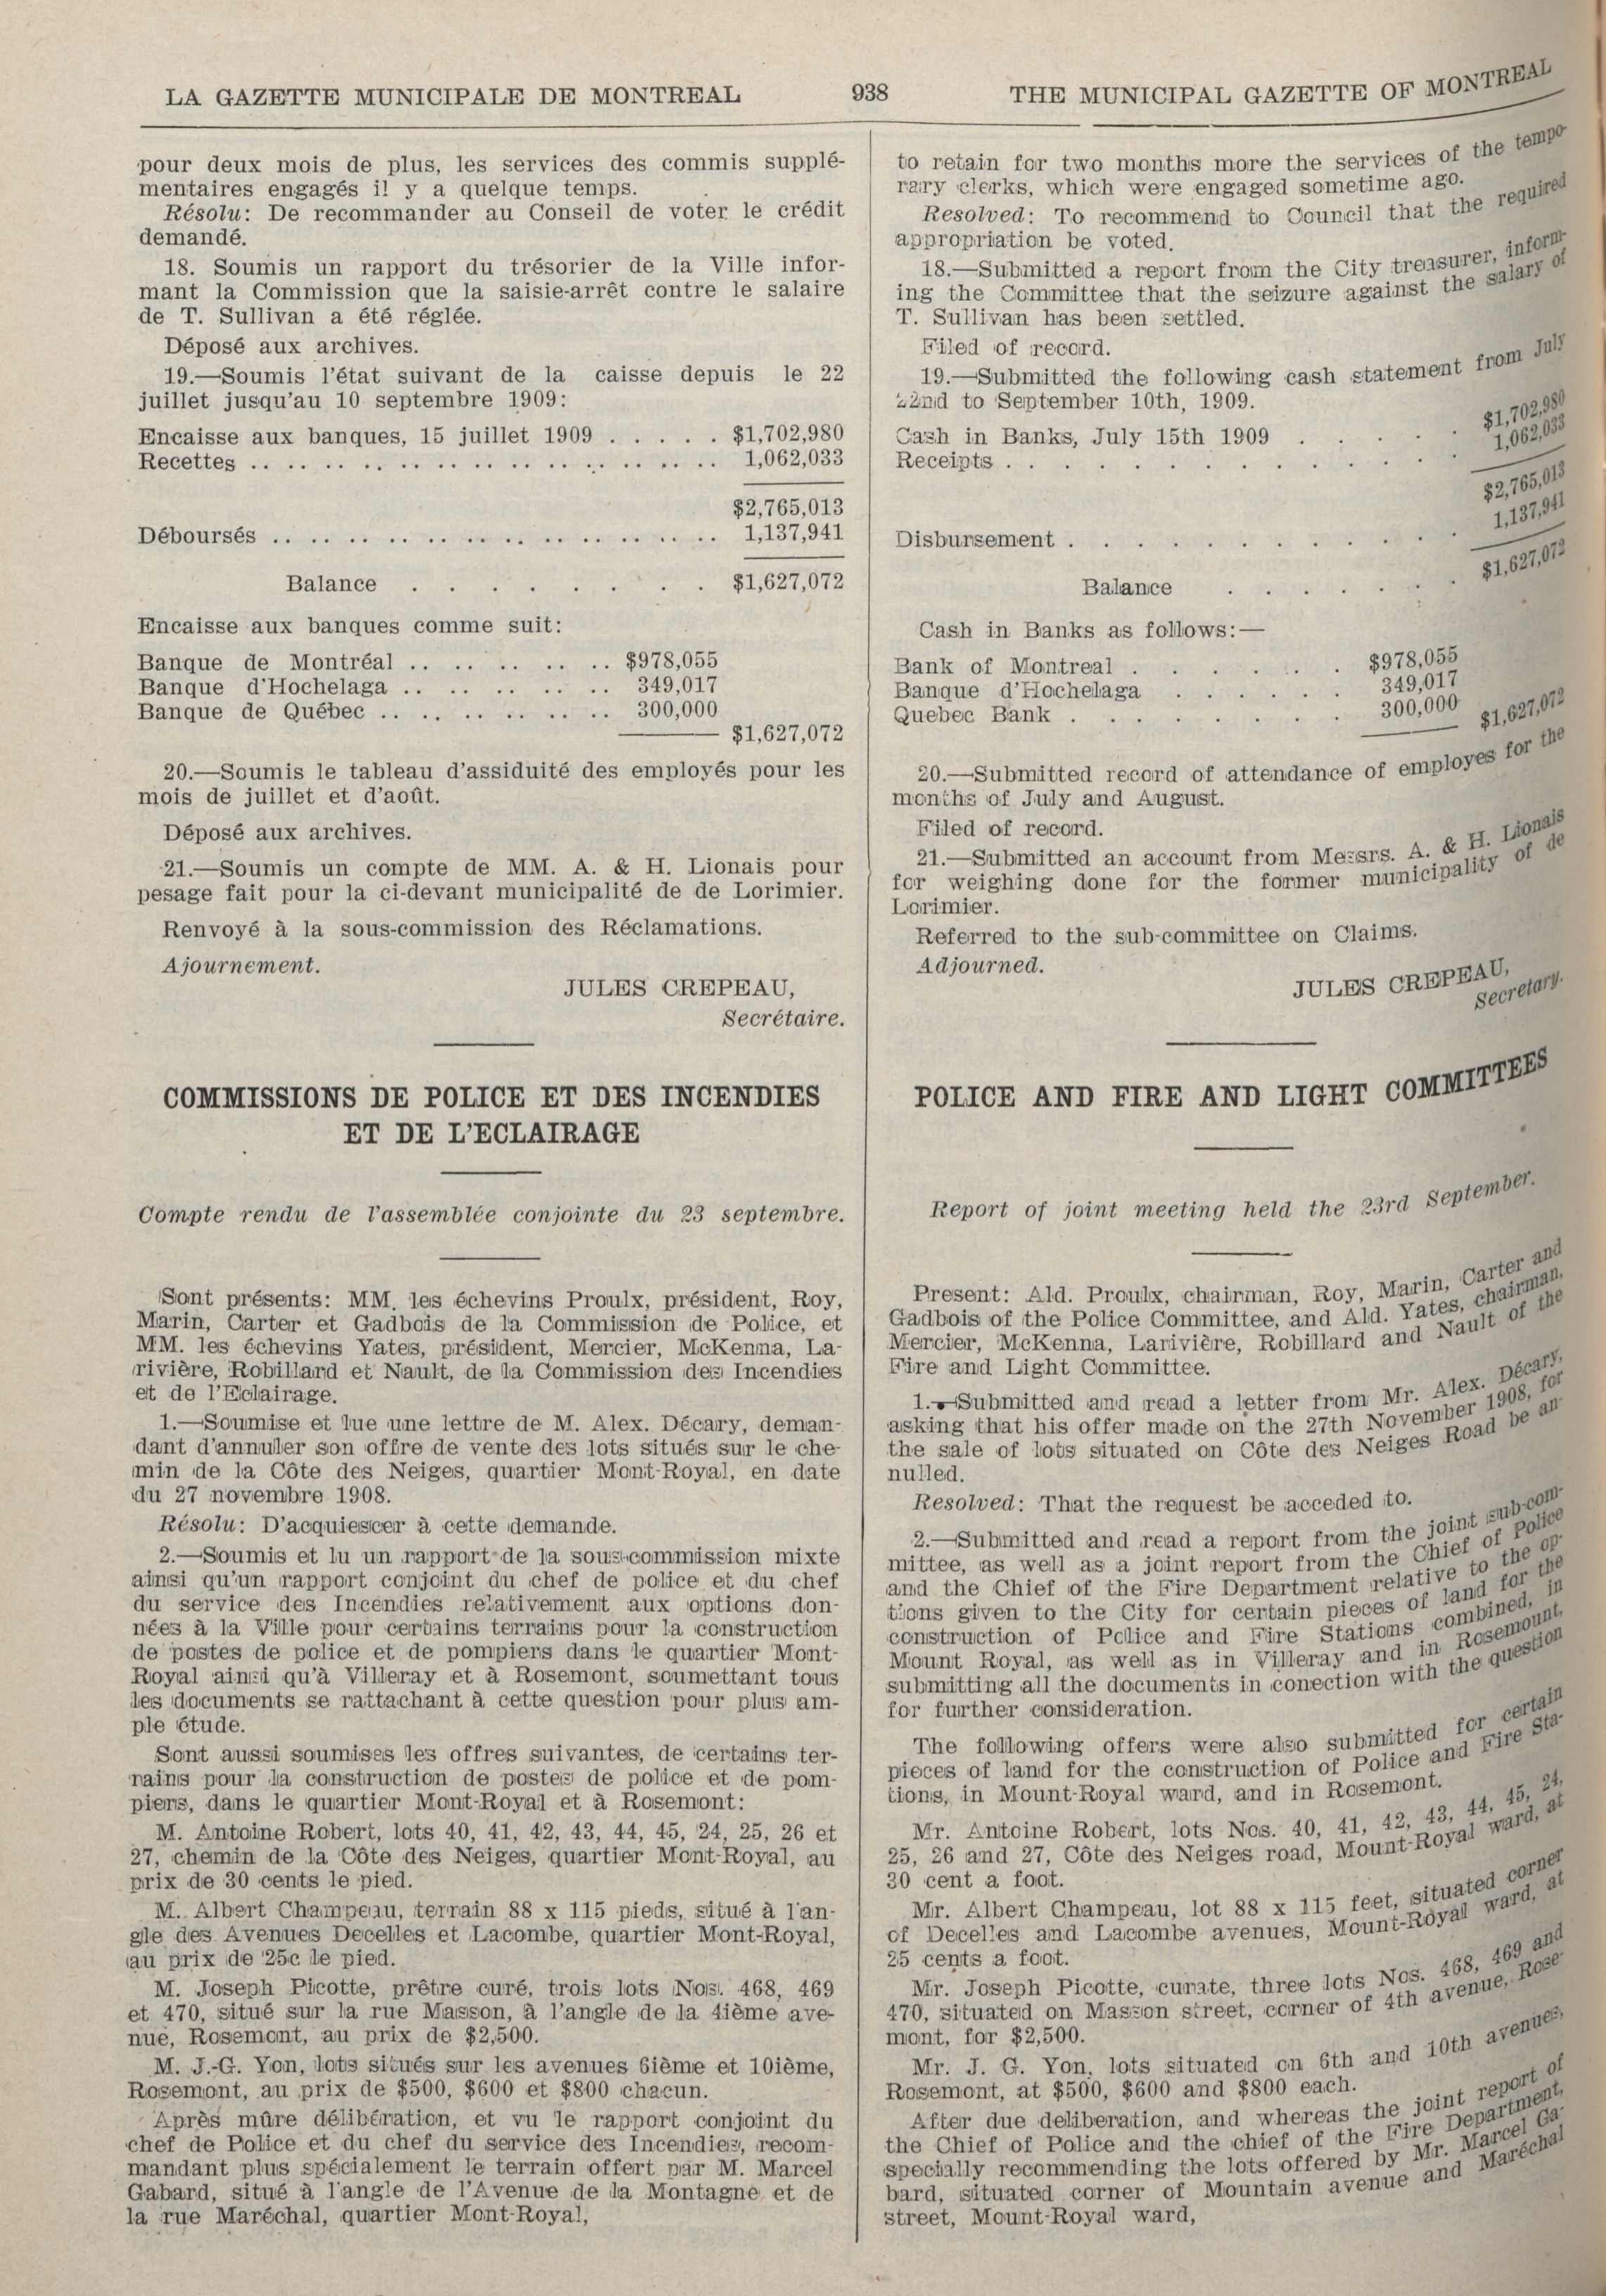 LA GAZETTE MUNICIPALE DE MONTREAL 938 THE MUNICIPAL GAZETTE OF MONTREAL
pour deux mois de plus, les services des commis supplé-
mentaires engagés il y a quelque temps.
Résolu: De recommander au Conseil de voter le crédit
demandé.
18. Soumis un rapport du trésorier de la Ville infor-
mant la Commission que la saisie-arrêt contre le salaire
de T. Sullivan a été réglée.
Déposé aux archives.
19.—Soumis l'état suivant de la caisse depuis le 22
juillet jusqu'au 10 septembre 1909:
Encaisse aux banques, 15 juillet 1909 . . . . . $1,702,980
Recettes .. .. .. .. .. .. .. .. .. .. .. .. .. 1,062,033
$2,765,013
Déboursés .. .. .. .. .. .. .. .. .. .. .. .. 1,137,941
Balance . . . . . . . . $1,627,072
Encaisse aux banques comme suit:
Banque de Montréal .. .. .. .. .. .. $978,055
Banque d'Hochelaga .. .. .. .. .. .. 349,017
Banque de Québec .. .. .. .. .. .. 300,000
$1,627,072
20.—Soumis le tableau d'assiduité des employés pour les
mois de juillet et d'août.
Déposé aux archives.
21.—Soumis un compte de MM. A. & H. Lionais pour
pesage fait pour la ci-devant municipalité de de Lorimier.
Renvoyé à la sous-commission des Réclamations.
Ajournement.
JULES CREPEAU,
Secrétaire.
COMMISSIONS DE POLICE ET DES INCENDIES
ET DE L'ECLAIRAGE
Compte rendu de l'assemblée conjointe du 23 septembre.
Sont présents: MM. les échevins Proulx, président, Roy,
Marin, Carter et Gadbois de la Commission de Police, et
MM. les échevins Yates, président, Mercier, McKenna, La-
rivière, Robillard et Nault, de la Commission des Incendies
et de l'Eclairage.
1.—Soumise et lue une lettre de M. Alex. Décary, deman-
dant d'annuler son offre de vente des lots situés sur le che-
min de la Côte des Neiges, quartier Mont-Royal, en date
du 27 novembre 1908.
Résolu: D'acquiescer à cette demande.
2.—Soumis et lu un rapport de la sous-commission mixte
ainsi qu'un rapport conjoint du chef de police et du chef
du service des Incendies relativement aux options don-
nées à la Ville pour certains terrains pour la construction
de postes de police et de pompiers dans le quartier Mont-
Royal ainsi qu'à Villeray et à Rosemont, soumettant tous
les documents se rattachant à cette question pour plus am-
ple étude.
Sont aussi soumises les offres suivantes, de certains ter-
rains pour la construction de postes de police et de pom-
piers, dans le quartier Mont-Royal et à Rosemont:
M. Antoine Robert, lots 40, 41, 42, 43, 44, 45, 24, 25, 26 et
27, chemin de la Côte des Neiges, quartier Mont-Royal, au
prix de 30 cents le pied.
M. Albert Champeau, terrain 88 x 115 pieds, situé à l'an-
gle des Avenues Decelles et Lacombe, quartier Mont-Royal,
au prix de 25c le pied.
M. Joseph Picotte, prêtre curé, trois lots Nos. 468, 469
et 470, situé sur la rue Masson, à l'angle de la 4ième ave-
nue, Rosemont, au prix de $2,500.
M. J.-G. Yon, lots situés sur les avenues 6ième et 10ième,
Rosemont, au prix de $500, $600 et $800 chacun.
Après mûre délibération, et vu le rapport conjoint du
chef de Police et du chef du service des Incendies, recom-
mandant plus spécialement le terrain offert par M. Marcel
Gabard, situé à l'angle de l'Avenue de la Montagne et de
la rue Maréchal, quartier Mont-Royal,
to retain for two months more the services of the tempo-
rary clerks, which were engaged sometime ago.
Resolved: To recommend to Council that the required
appropriation be voted.
18.—Submitted a report from the City treasurer, inform-
ing the Committee that the seizure against the salary of
T. Sullivan has been settled.
Filed of record.
19.—Submitted the following cash statement from July
22nd to September 10th, 1909.
Cash in Banks, July 15th 1909 . . . . . $1,702,980
Receipts . . . . . . . . . . . . . 1,062,033
$2,765,013
1,137,941
Disbursement . . . . . . . . . . .
$1,627,072
Balance . . . . . . .
Cash in Banks as follows:—
Bank of Montreal . . . . . . . $978,055
Banque d'Hochelaga . . . . . . 349,017
Quebec Bank . . . . . . . . 300,000
$1,627,072
20.—Submitted record of attendance of employes for the
months of July and August.
Filed of record.
21.—Submitted an account from Messrs. A. & H. Lionais
for weighing done for the former municipality of de
Lorimier.
Referred to the sub-committee on Claims.
Adjourned.
JULES CREPEAU,
Secretary.
POLICE AND FIRE AND LIGHT COMMITTEES
Report of joint meeting held the 23rd September.
Present: Ald. Proulx, chairman, Roy, Marin, Carter and
Gadbois of the Police Committee, and Ald. Yates, chairman,
Mercier, McKenna, Larivière, Robillard and Nault of the
Fire and Light Committee.
1.—Submitted and read a letter from Mr. Alex. Décary,
asking that his offer made on the 27th November 1908, for
the sale of lots situated on Côte des Neiges Road be an-
nulled.
Resolved: That the request be acceded to.
2.—Submitted and read a report from the joint sub-com-
mittee, as well as a joint report from the Chief of Police
and the Chief of the Fire Department relative to the op-
tions given to the City for certain pieces of land for the
construction of Police and Fire Stations combined, in
Mount Royal, as well as in Villeray and in Rosemount,
submitting all the documents in conection with the question
for further consideration.
The following offers were also submitted for certain
pieces of land for the construction of Police and Fire Sta-
tions, in Mount-Royal ward, and in Rosemont.
Mr. Antoine Robert, lots Nos. 40, 41, 42, 43, 44, 45, 24,
25, 26 and 27, Côte des Neiges road, Mount-Royal ward, at
30 cent a foot.
Mr. Albert Champeau, lot 88 x 115 feet, situated corner
of Decelles and Lacombe avenues, Mount-Royal ward, at
25 cents a foot.
Mr. Joseph Picotte, curate, three lots Nos. 468, 469 and
470, situated on Masson street, corner of 4th avenue, Rose-
mont, for $2,500.
Mr. J. G. Yon, lots situated on 6th and 10th avenues,
Rosemont, at $500, $600 and $800 each.
After due deliberation, and whereas the joint report of
the Chief of Police and the chief of the Fire Department,
specially recommending the lots offered by Mr. Marcel Ga-
bard, situated corner of Mountain avenue and Maréchal
street, Mount-Royal ward,